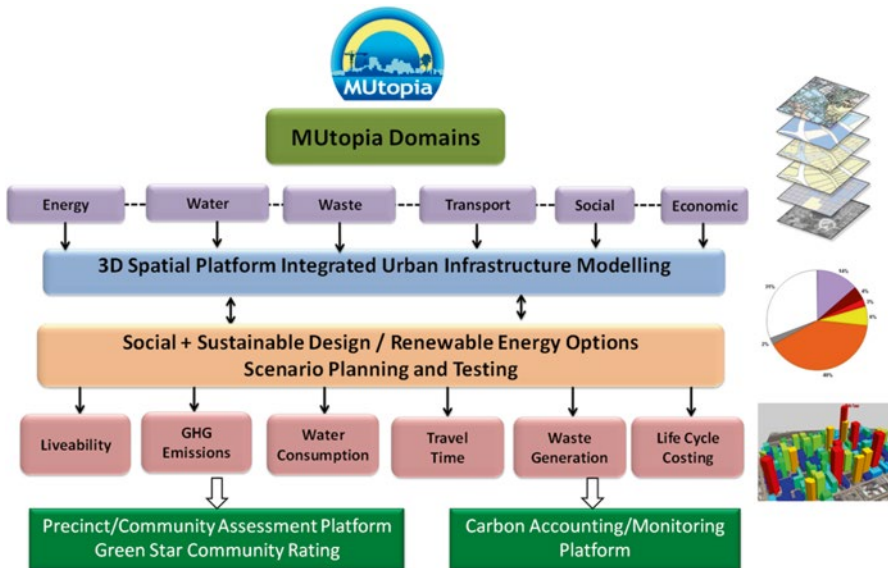 MUtopia
MUtopia Domains
Energy
Water
Waste
Transport
Social
Economic
3D Spatial Platform Integrated Urban Infrastructure Modelling
Social + Sustainable Design / Renewable Energy Options
Scenario Planning and Testing
Liveability
GHG
Emissions
Water
Consumption
Travel
Time
Waste
Generation
Life Cycle
Costing
Precinct/Community Assessment Platform
Green Star Community Rating
Carbon Accounting/Monitoring
Platform
31%
2%